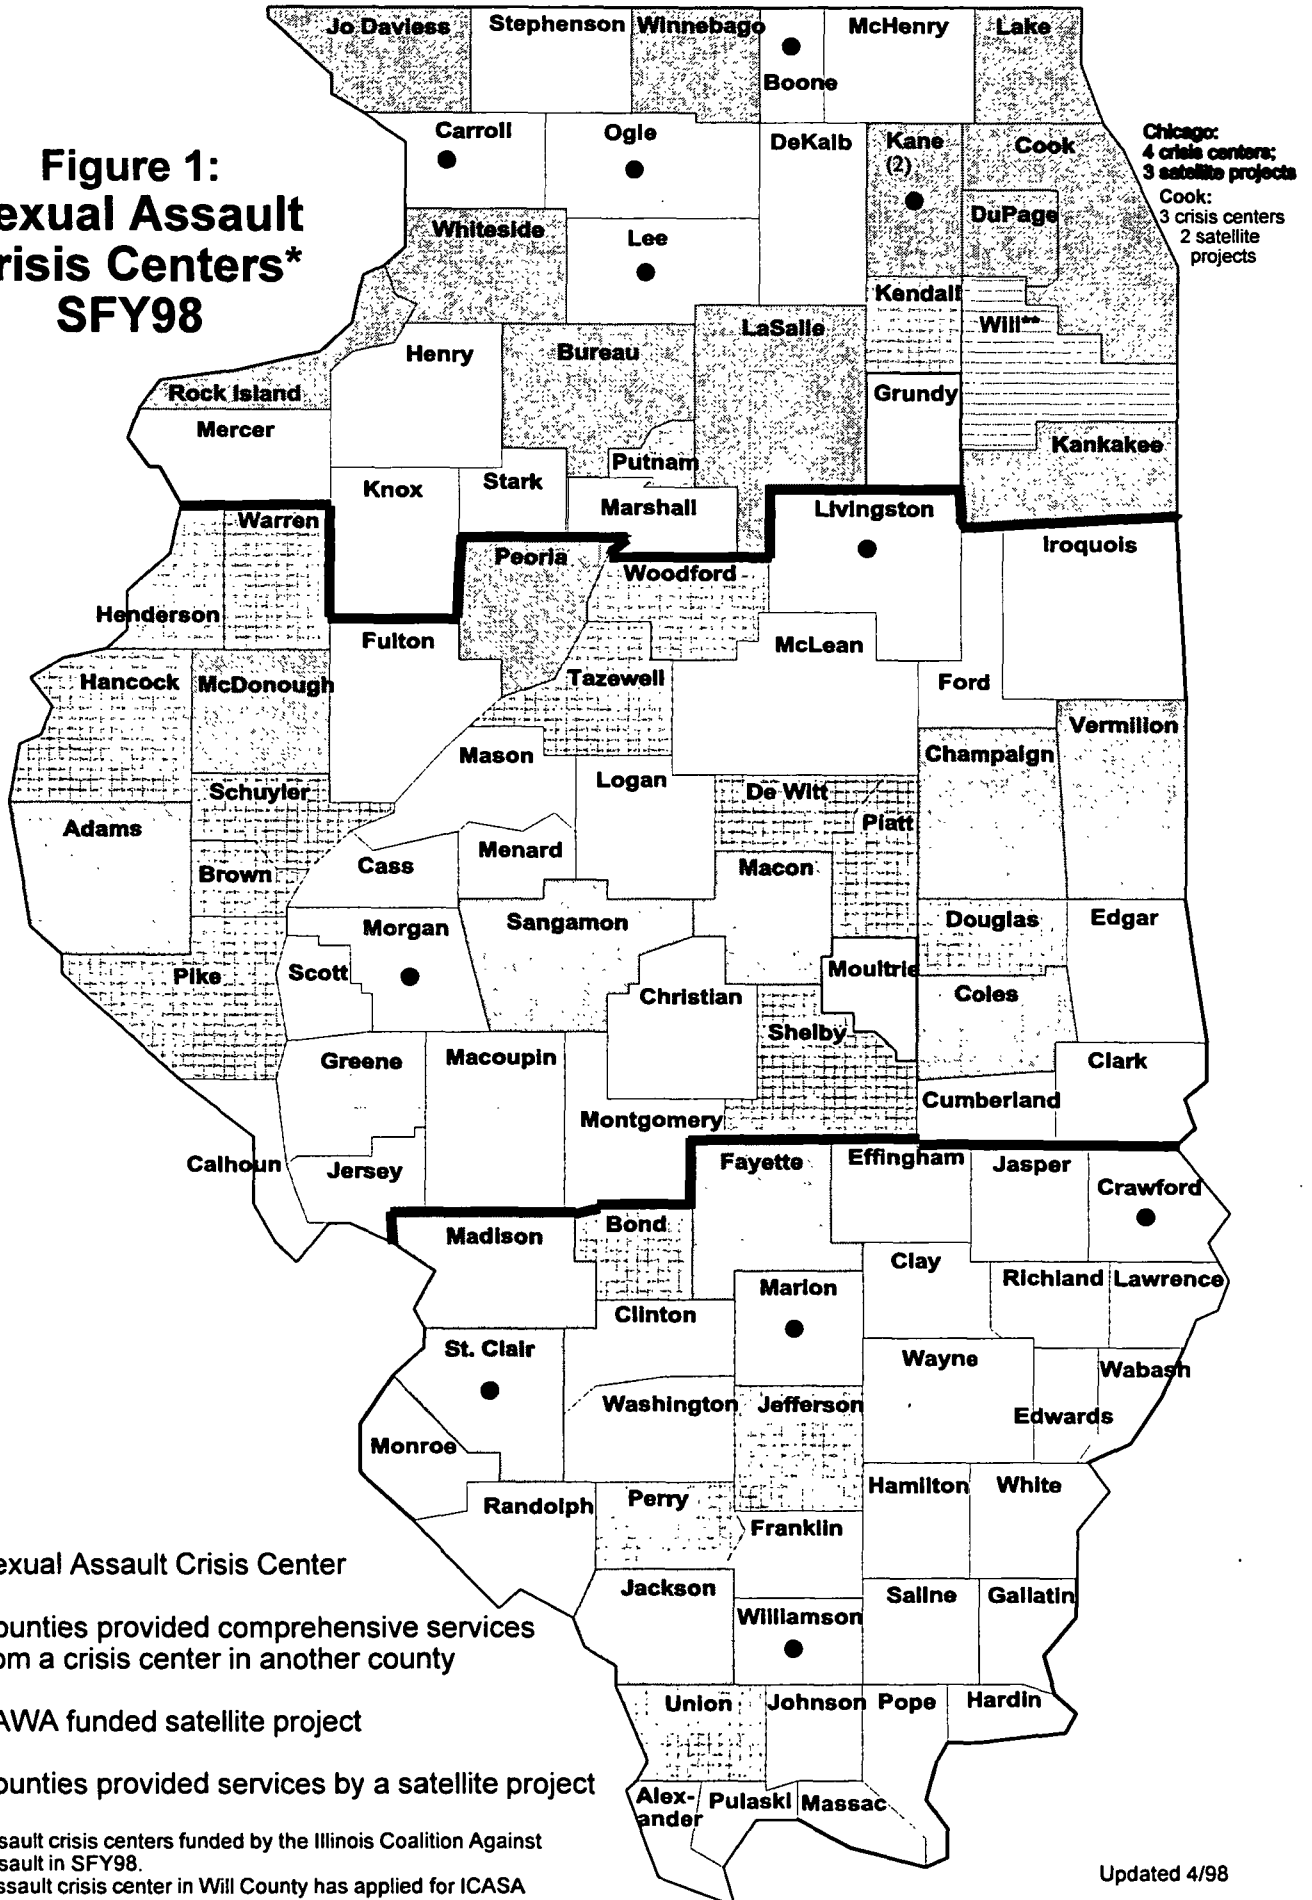 Figure 1:
exual Assault
risis Centers*
SFY98
Jo Daviess
Stephenson
Winnebago
Boone
McHenry
Lake
Carroll
Ogle
DeKalb
Kane
(2)
Cook
DuPage
Chicago:
4 crisis centers;
3 satellite projects
Cook:
3 crisis centers
2 satellite
projects
Whiteside
Lee
Kendall
Will**
LaSalle
Henry
Bureau
Rock Island
Mercer
Grundy
Kankakee
Putnam
Knox
Stark
Marshall
Livingston
Warren
Iroquois
Peoria
Woodford
Henderson
Fulton
McLean
Hancock
McDonough
Tazewell
Ford
Vermilion
Mason
Champaign
Logan
Schuyler
De Witt
Adams
Piatt
Menard
Cass
Macon
Brown
Morgan
Sangamon
Douglas
Edgar
Pike
Scott
Moultrie
Christian
Coles
Shelby
Greene
Macoupin
Clark
Cumberland
Montgomery
Calhoun
Jersey
Fayette
Effingham
Jasper
Crawford
Madison
Bond
Clay
Richland
Lawrence
Marion
Clinton
St. Clair
Wayne
Wabash
Washington
Jefferson
Edwards
Monroe
Hamilton
White
Randolph
Perry
Franklin
Jackson
Saline
Gallatin
Williamson
Union
Johnson
Pope
Hardin
Alex-
ander
Pulaski
Massac
exual Assault Crisis Center
ounties provided comprehensive services
om a crisis center in another county
AWA funded satellite project
ounties provided services by a satellite project
ssault crisis centers funded by the Illinois Coalition Against
sault in SFY98.
ssault crisis center in Will County has applied for ICASA
Updated 4/98